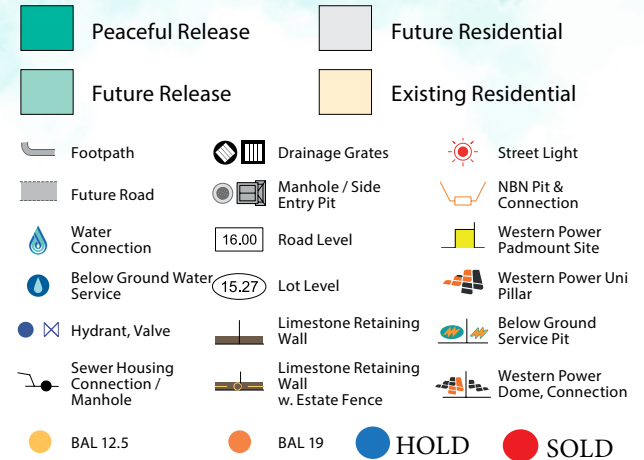 Peaceful Release
Future Residential
Future Release
Existing Residential
Footpath
Drainage Grates
Street Light
Future Road
Manhole / Side
Entry Pit
NBN Pit &
Connection
Water
Connection
16.00
Road Level
Western Power
Padmount Site
Below Ground Water
Service
15.27
Lot Level
Western Power Uni
Pillar
Hydrant, Valve
Limestone Retaining
Wall
Below Ground
Service Pit
Sewer Housing
Connection /
Manhole
Limestone Retaining
Wall
w. Estate Fence
Western Power
Dome, Connection
BAL 12.5
BAL 19
HOLD
SOLD